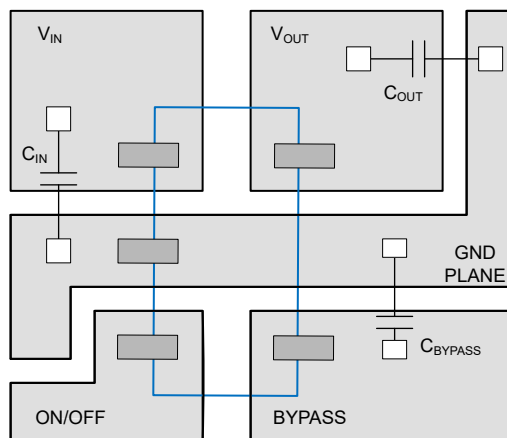 VIN
VOUT
COUT
CIN
GND
PLANE
CBYPASS
ON/OFF
BYPASS